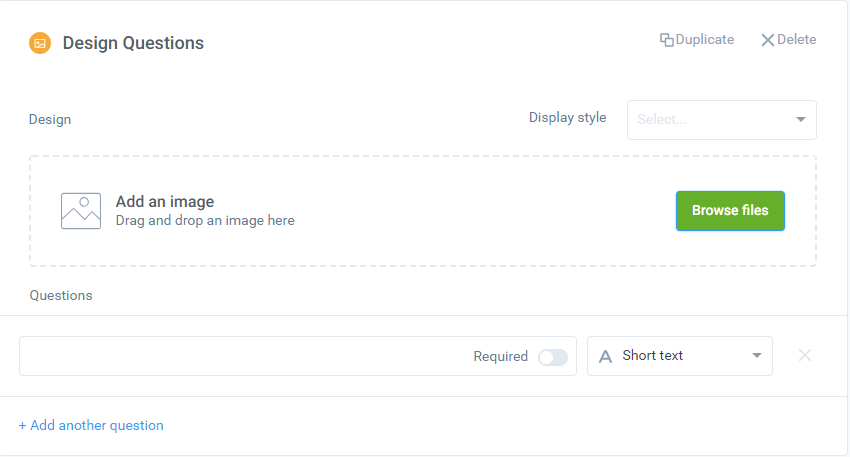 Design Questions
Duplicate
Delete
Design
Display style
Select...
Add an image
Drag and drop an image here
Browse files
Questions
Required
A Short text
+ Add another question